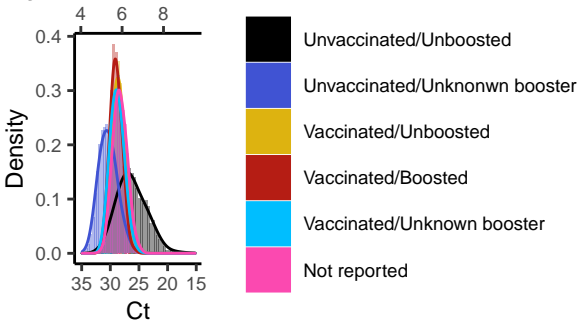 4 6 8
0.4
0.3
0.2
0.1
0.0
Density
35 30 25 20 15
Ct
Unvaccinated/Unboosted
Unvaccinated/Unknonwn booster
Vaccinated/Unboosted
Vaccinated/Boosted
Vaccinated/Unknown booster
Not reported